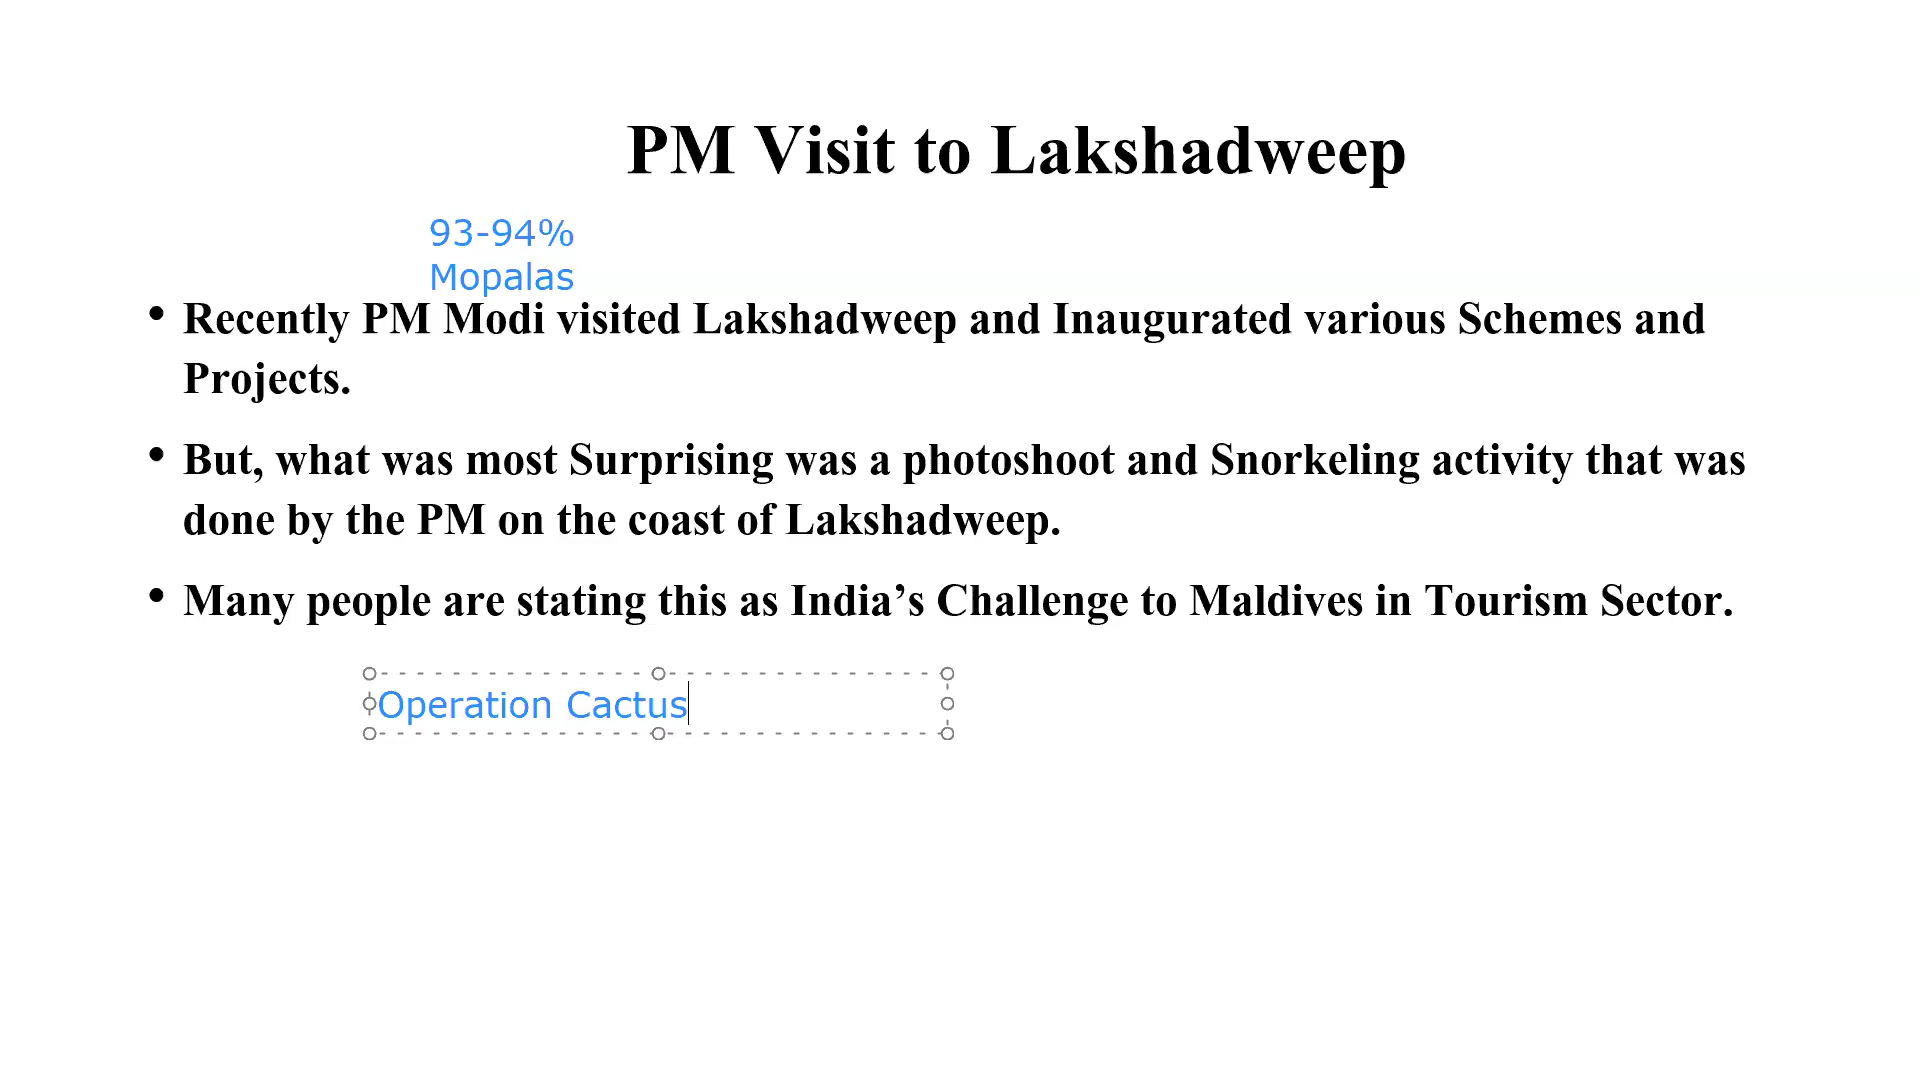 PM Visit to Lakshadweep
93-94%
Mopalas
• Recently PM Modi visited Lakshadweep and Inaugurated various Schemes and
Projects.
• But, what was most Surprising was a photoshoot and Snorkeling activity that was
done by the PM on the coast of Lakshadweep.
• Many people are stating this as India’s Challenge to Maldives in Tourism Sector.
Operation Cactus